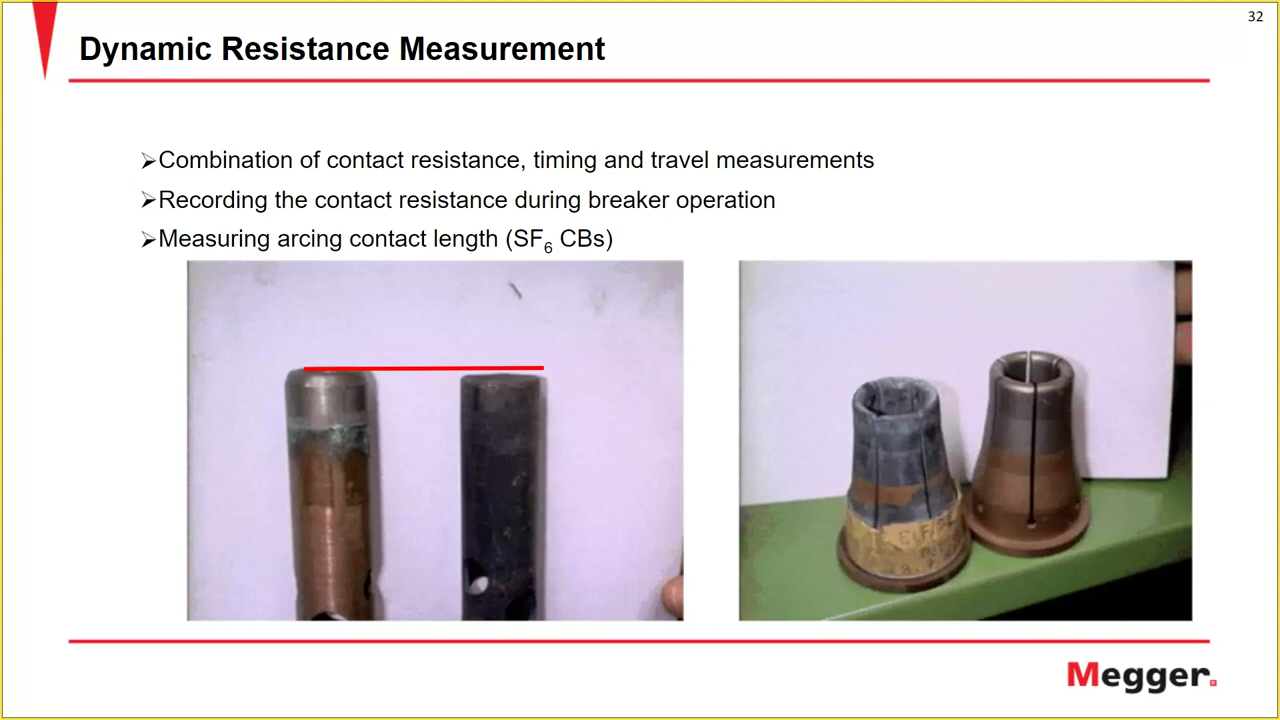 32
Dynamic Resistance Measurement
➢Combination of contact resistance, timing and travel measurements
➢Recording the contact resistance during breaker operation
➢Measuring arcing contact length (SF₆ CBs)
Megger.